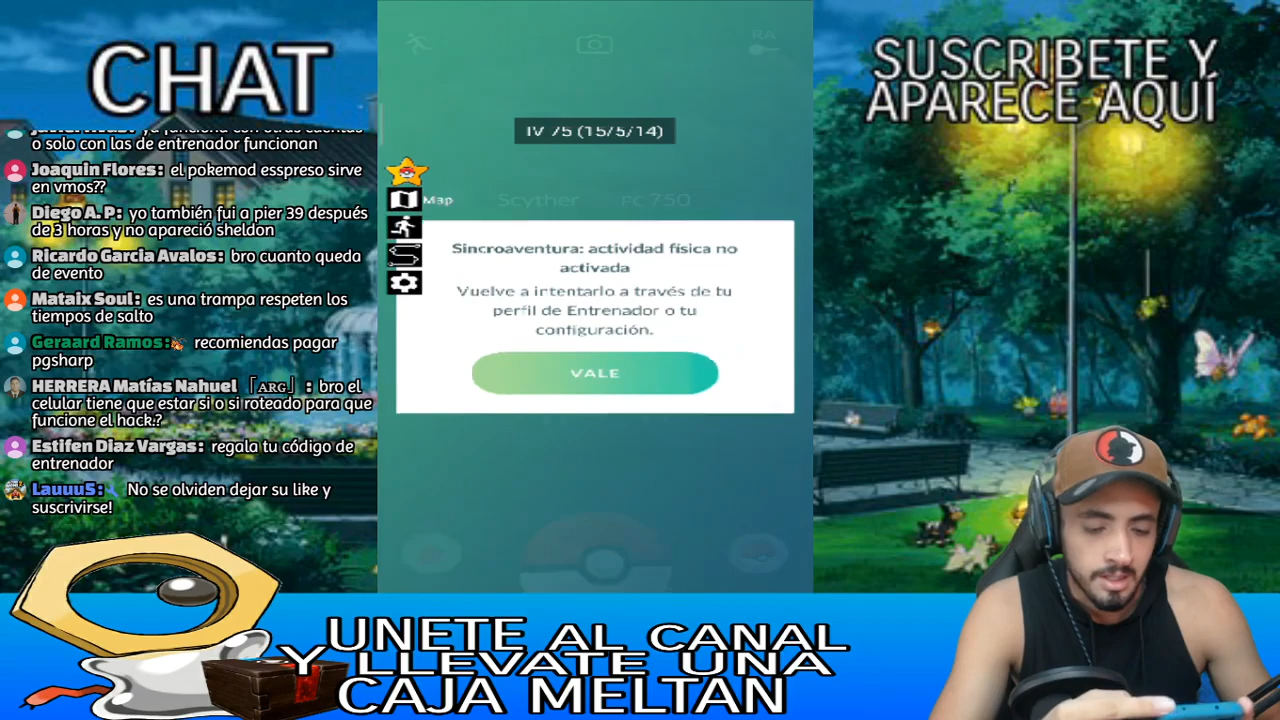 CHAT
o solo con las de entrenador funcionan
Joaquin Flores: el pokemod esspreso sirve
en vmos??
Diego A. P: yo también fui a pier 39 después
de 3 horas y no apareció sheldon
Ricardo Garcia Avalos: bro cuanto queda
de evento
Mataix Soul: es una trampa respeten los
tiempos de salto
Geraard Ramos: recomiendas pagar
pgsharp
HERRERA Matías Nahuel 「ARG」: bro el
celular tiene que estar si o si roteado para que
funcione el hack.?
Estifen Diaz Vargas: regala tu código de
entrenador
LauuuS: No se olviden dejar su like y
suscrivirse!
RA
IV 75 (15/5/14)
Map
Scyther PC 750
Sincroaventura: actividad física no
activada
Vuelve a intentarlo a través de tu
perfil de Entrenador o tu
configuración.
VALE
SUSCRIBETE Y
APARECE AQUÍ
UNETE AL CANAL
Y LLEVATE UNA
CAJA MELTAN